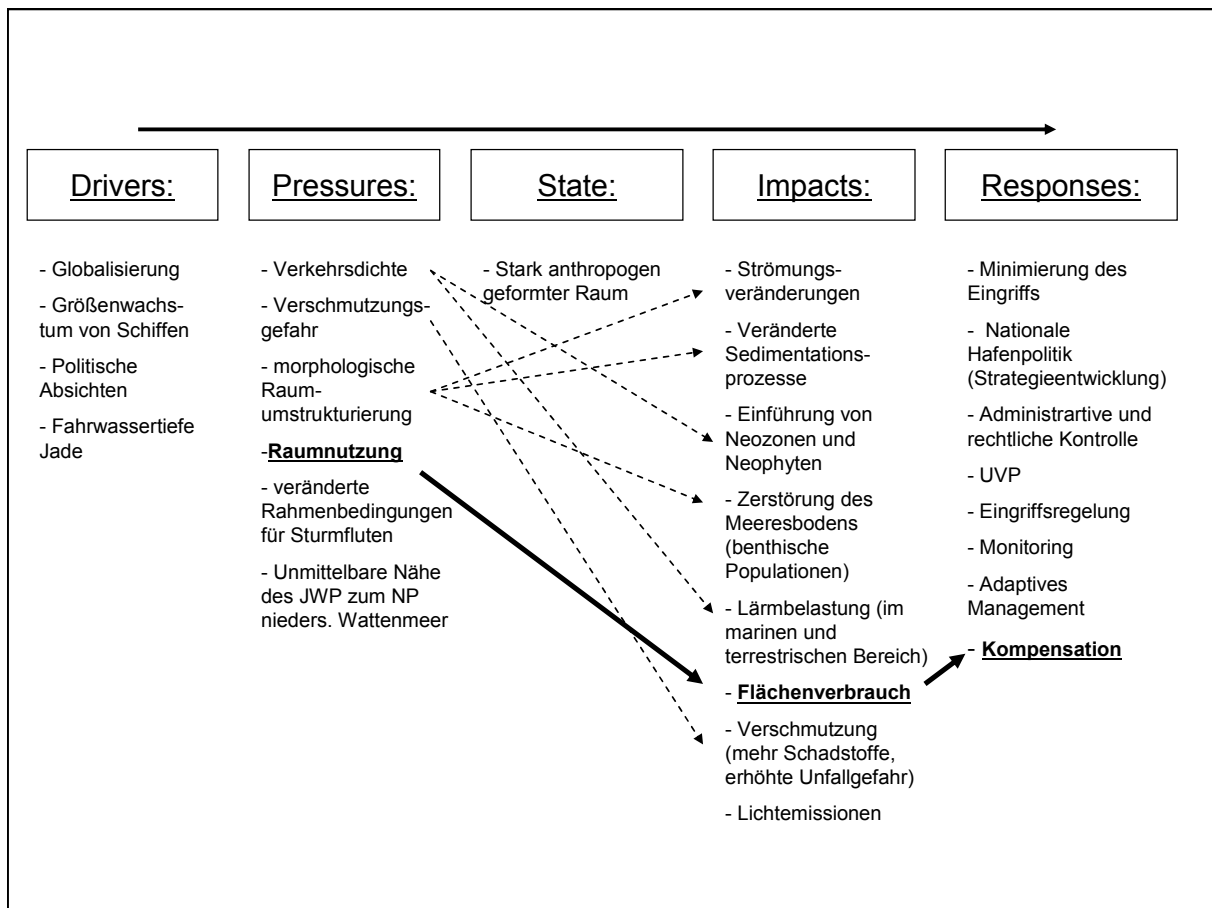 Drivers:
Pressures:
State:
Impacts:
Responses:
- Globalisierung
- Größenwachs-
tum von Schiffen
- Politische
Absichten
- Fahrwassertiefe
Jade
- Verkehrsdichte
- Verschmutzungs-
gefahr
- morphologische
Raum-
umstrukturierung
-Raumnutzung
- veränderte
Rahmenbedingungen
für Sturmfluten
- Unmittelbare Nähe
des JWP zum NP
nieders. Wattenmeer
- Stark anthropogen
geformter Raum
- Strömungs-
veränderungen
- Veränderte
Sedimentations-
prozesse
- Einführung von
Neozonen und
Neophyten
- Zerstörung des
Meeresbodens
(benthische
Populationen)
- Lärmbelastung (im
marinen und
terrestrischen Bereich)
- Flächenverbrauch
- Verschmutzung
(mehr Schadstoffe,
erhöhte Unfallgefahr)
- Lichtemissionen
- Minimierung des
Eingriffs
- Nationale
Hafenpolitik
(Strategieentwicklung)
- Administrartive und
rechtliche Kontrolle
- UVP
- Eingriffsregelung
- Monitoring
- Adaptives
Management
- Kompensation